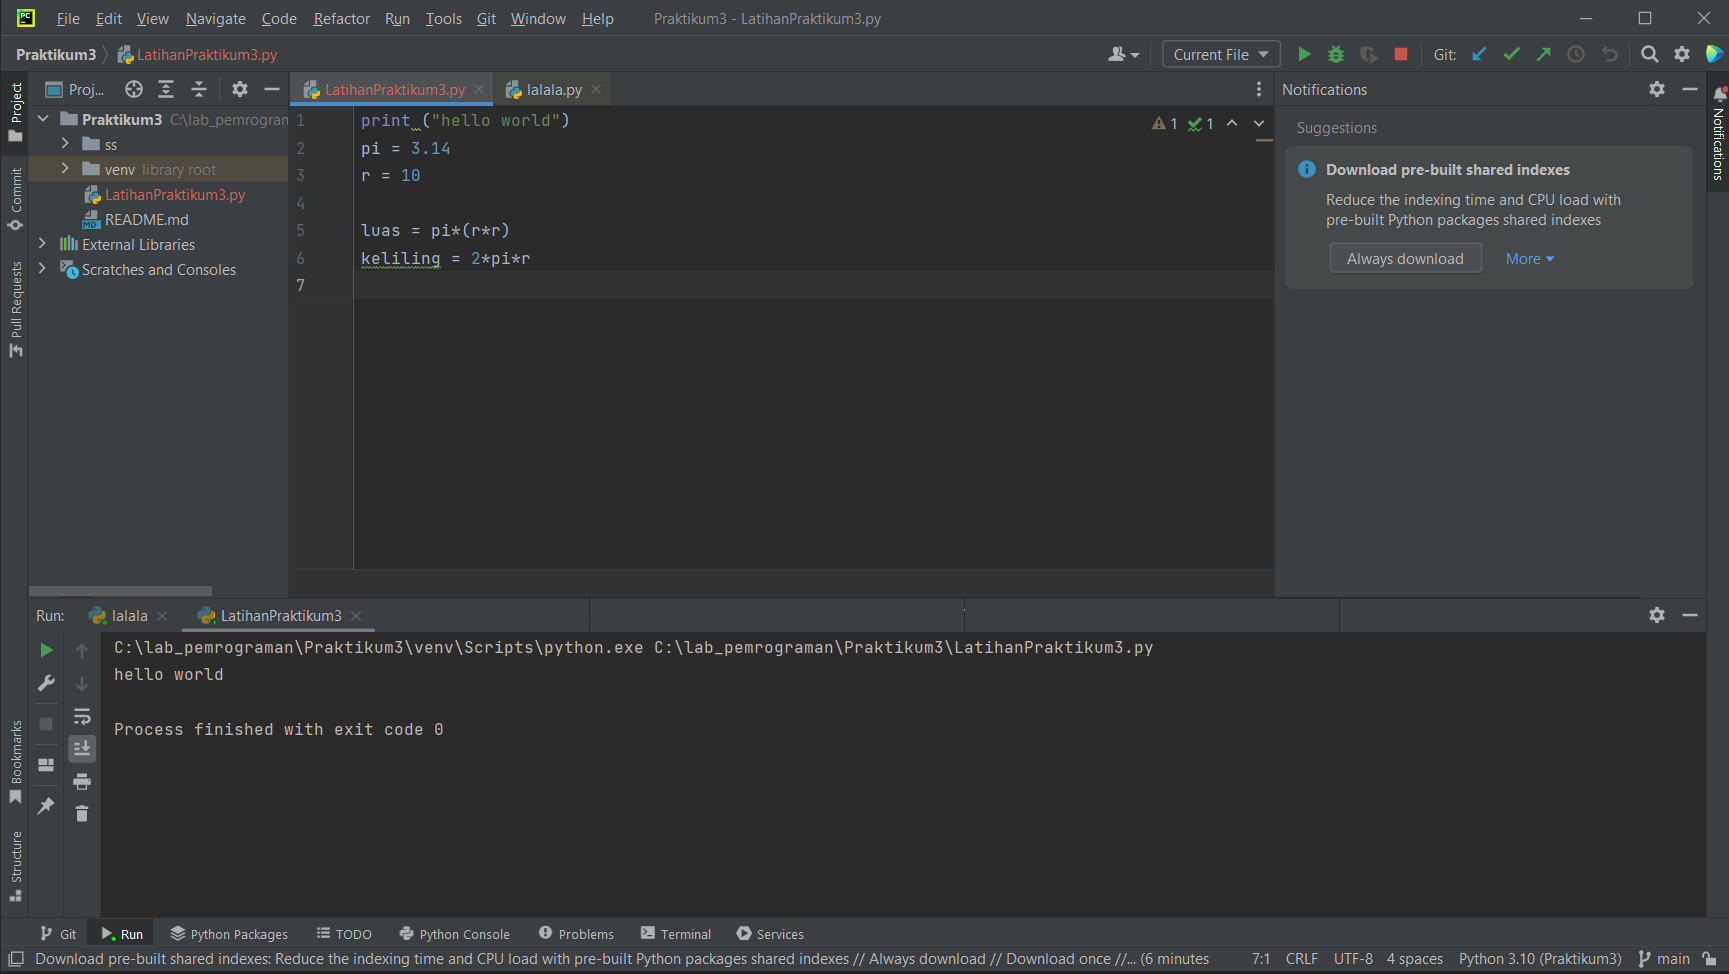 PC File Edit View Navigate Code Refactor Run Tools Git Window Help Praktikum3 - LatihanPraktikum3.py
Praktikum3 LatihanPraktikum3.py Current File Git:
Project
Commit
Pull Requests
Proj...
Praktikum3 C:\lab_pemrogram
ss
venv library root
LatihanPraktikum3.py
README.md
External Libraries
Scratches and Consoles
LatihanPraktikum3.py lalala.py
1 print ("hello world")
2 pi = 3.14
3 r = 10
4
5 luas = pi*(r*r)
6 keliling = 2*pi*r
7
1 1
Notifications
Suggestions
Download pre-built shared indexes
Reduce the indexing time and CPU load with
pre-built Python packages shared indexes
Always download More
Notifications
Run: lalala LatihanPraktikum3
C:\lab_pemrograman\Praktikum3\venv\Scripts\python.exe C:\lab_pemrograman\Praktikum3\LatihanPraktikum3.py
hello world
Process finished with exit code 0
Bookmarks
Structure
Git Run Python Packages TODO Python Console Problems Terminal Services
Download pre-built shared indexes: Reduce the indexing time and CPU load with pre-built Python packages shared indexes // Always download // Download once //... (6 minutes 7:1 CRLF UTF-8 4 spaces Python 3.10 (Praktikum3) main